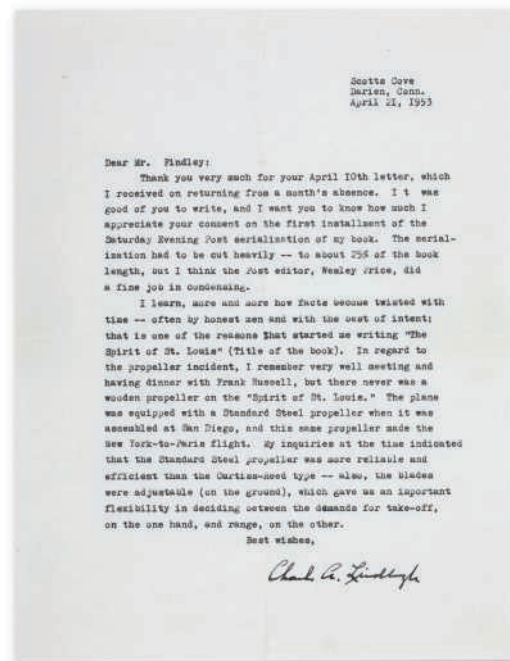 Scotts Cove
Darien, Conn.
April 21, 1953
Dear Mr. Findley:
Thank you very much for your April 10th letter, which
I received on returning from a month's absence. I t was
good of you to write, and I want you to know how much I
appreciate your comment on the first installment of the
Saturday Evening Post serialization of my book. The serial-
ization had to be cut heavily -- to about 25% of the book
length, but I think the Post editor, Wesley Price, did
a fine job in condensing.
I learn, more and more how facts become twisted with
time -- often by honest men and with the best of intent;
that is one of the reasons that started me writing "The
Spirit of St. Louis" (Title of the book). In regard to
the propeller incident, I remember very well meeting and
having dinner with Frank Russell, but there never was a
wooden propeller on the "Spirit of St. Louis." The plane
was equipped with a Standard Steel propeller when it was
assembled at San Diego, and this same propeller made the
New York-to-Paris flight. My inquiries at the time indicated
that the Standard Steel propeller was more reliable and
efficient than the Curtiss-Reed type -- also, the blades
were adjustable (on the ground), which gave us an important
flexibility in deciding between the demands for take-off,
on the one hand, and range, on the other.
Best wishes,
Charles A. Lindbergh